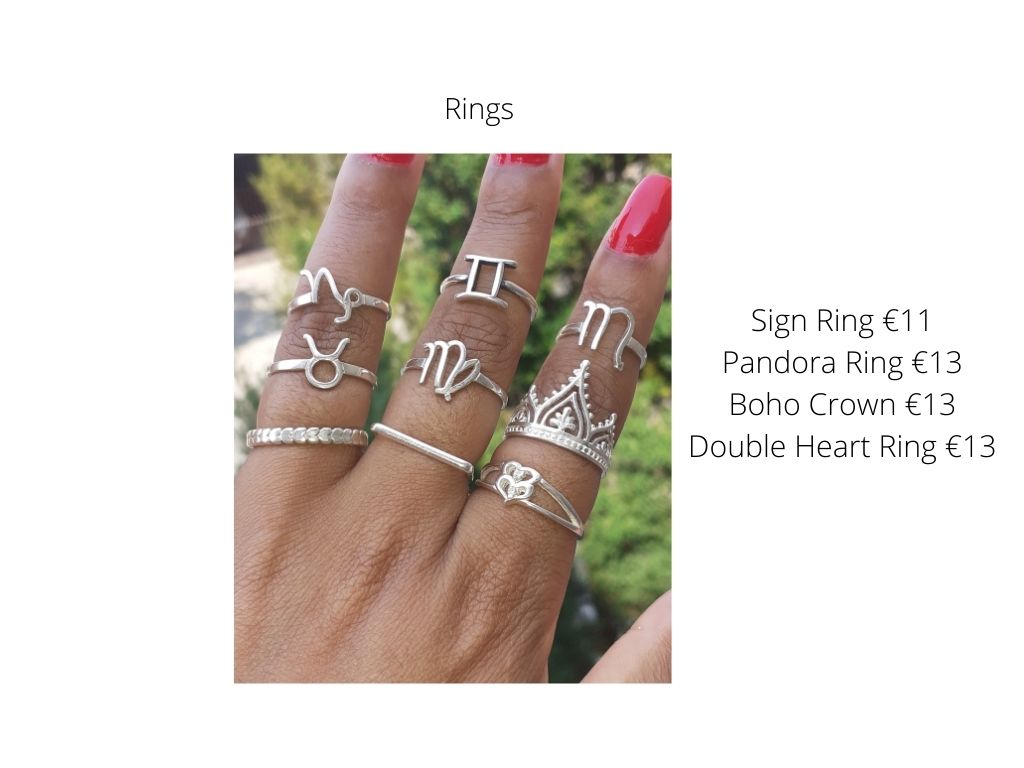 Rings
Sign Ring €11
Pandora Ring €13
Boho Crown €13
Double Heart Ring €13